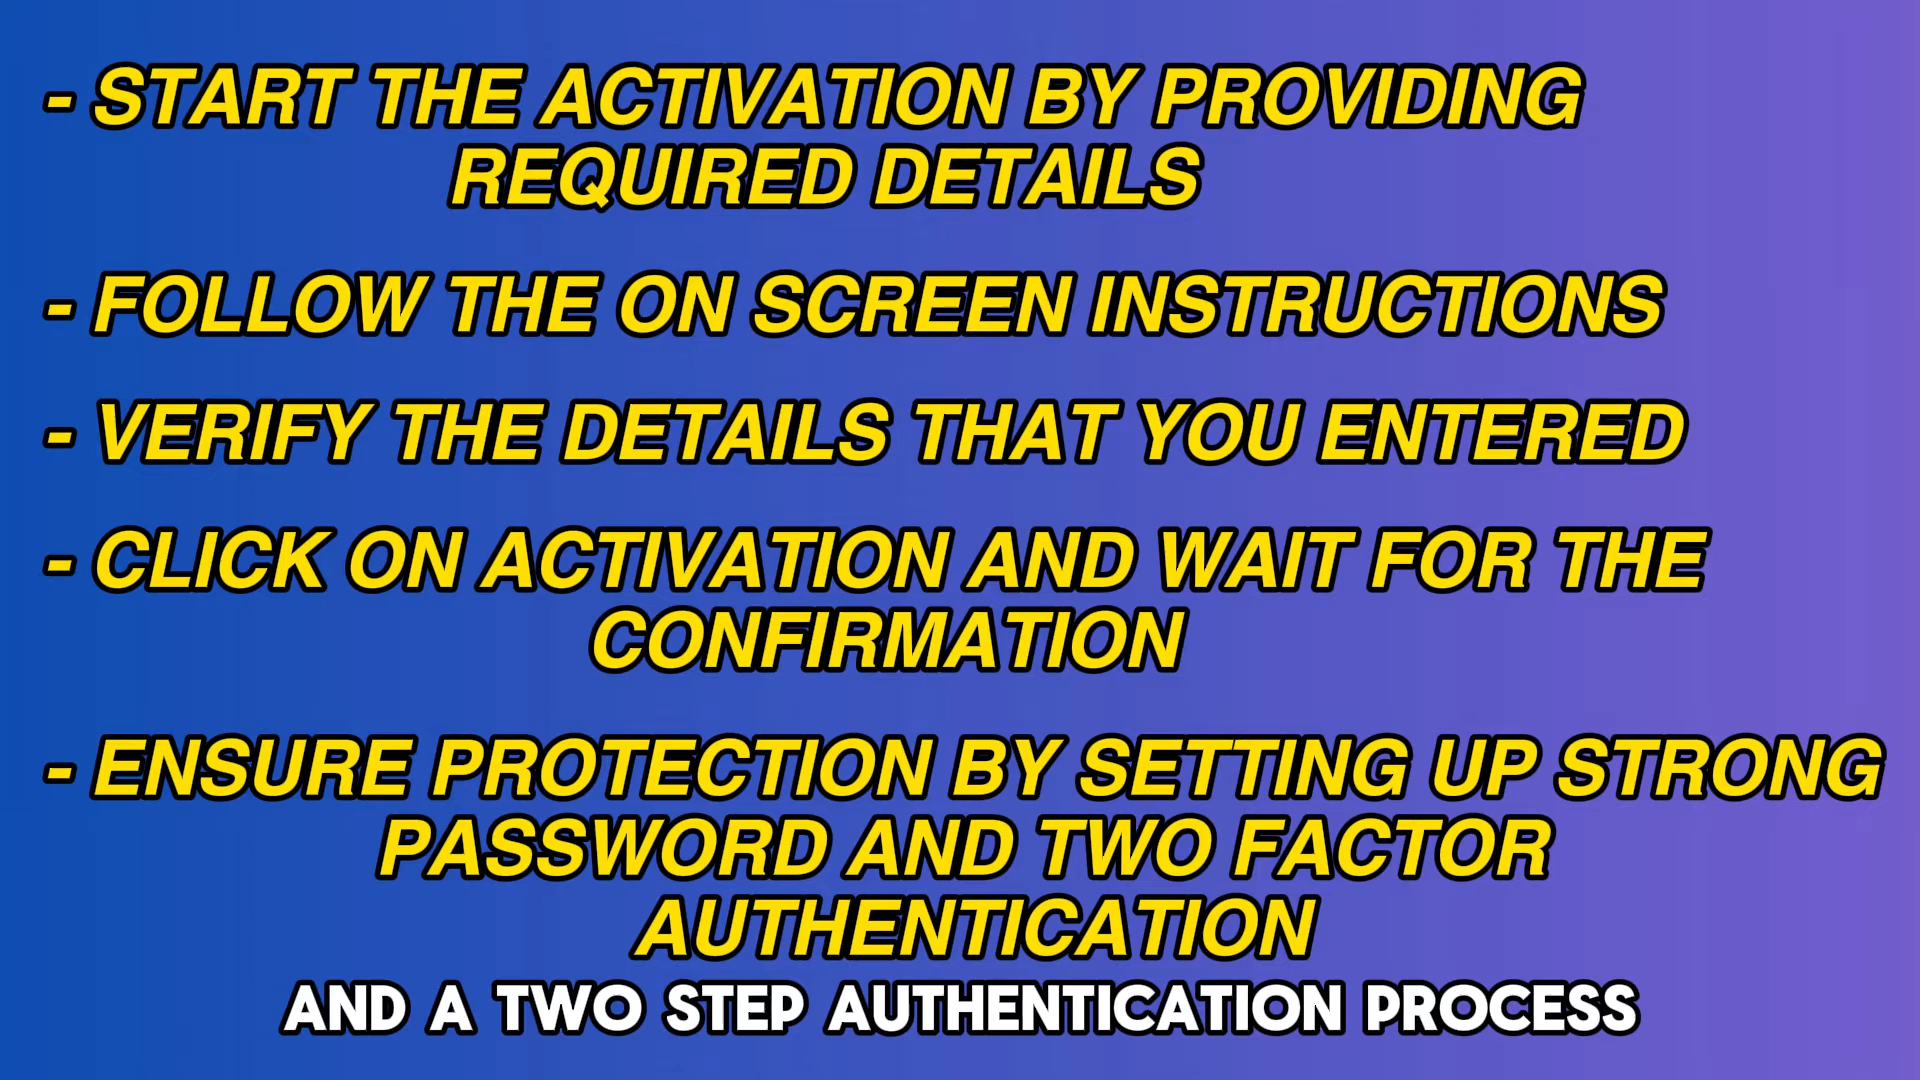 - START THE ACTIVATION BY PROVIDING
REQUIRED DETAILS
- FOLLOW THE ON SCREEN INSTRUCTIONS
- VERIFY THE DETAILS THAT YOU ENTERED
- CLICK ON ACTIVATION AND WAIT FOR THE
CONFIRMATION
- ENSURE PROTECTION BY SETTING UP STRONG
PASSWORD AND TWO FACTOR
AUTHENTICATION
AND A TWO STEP AUTHENTICATION PROCESS